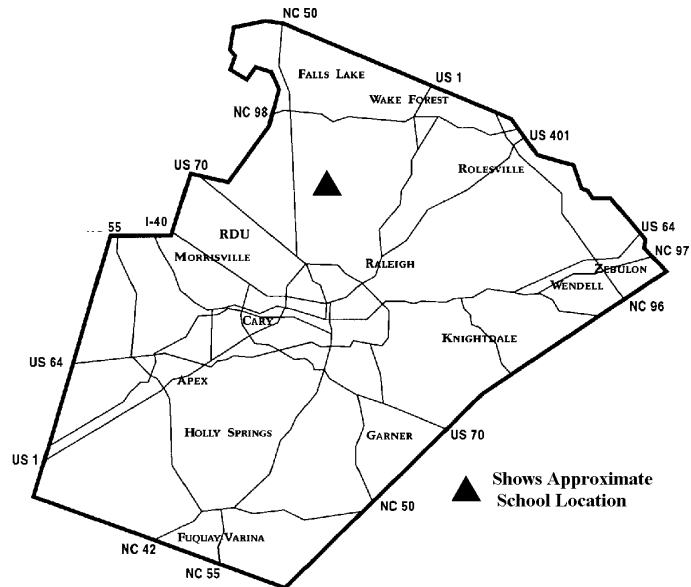 NC 50
FALLS LAKE
US 1
WAKE FOREST
NC 98
US 401
US 70
ROLESVILLE
55
I-40
RDU
MORRISVILLE
RALEIGH
US 64
NC 97
ZEBULON
WENDELL
NC 96
CARY
KNIGHTDALE
US 64
APEX
HOLLY SPRINGS
GARNER
US 70
US 1
Shows Approximate
School Location
NC 50
FUQUAY VARINA
NC 42
NC 55